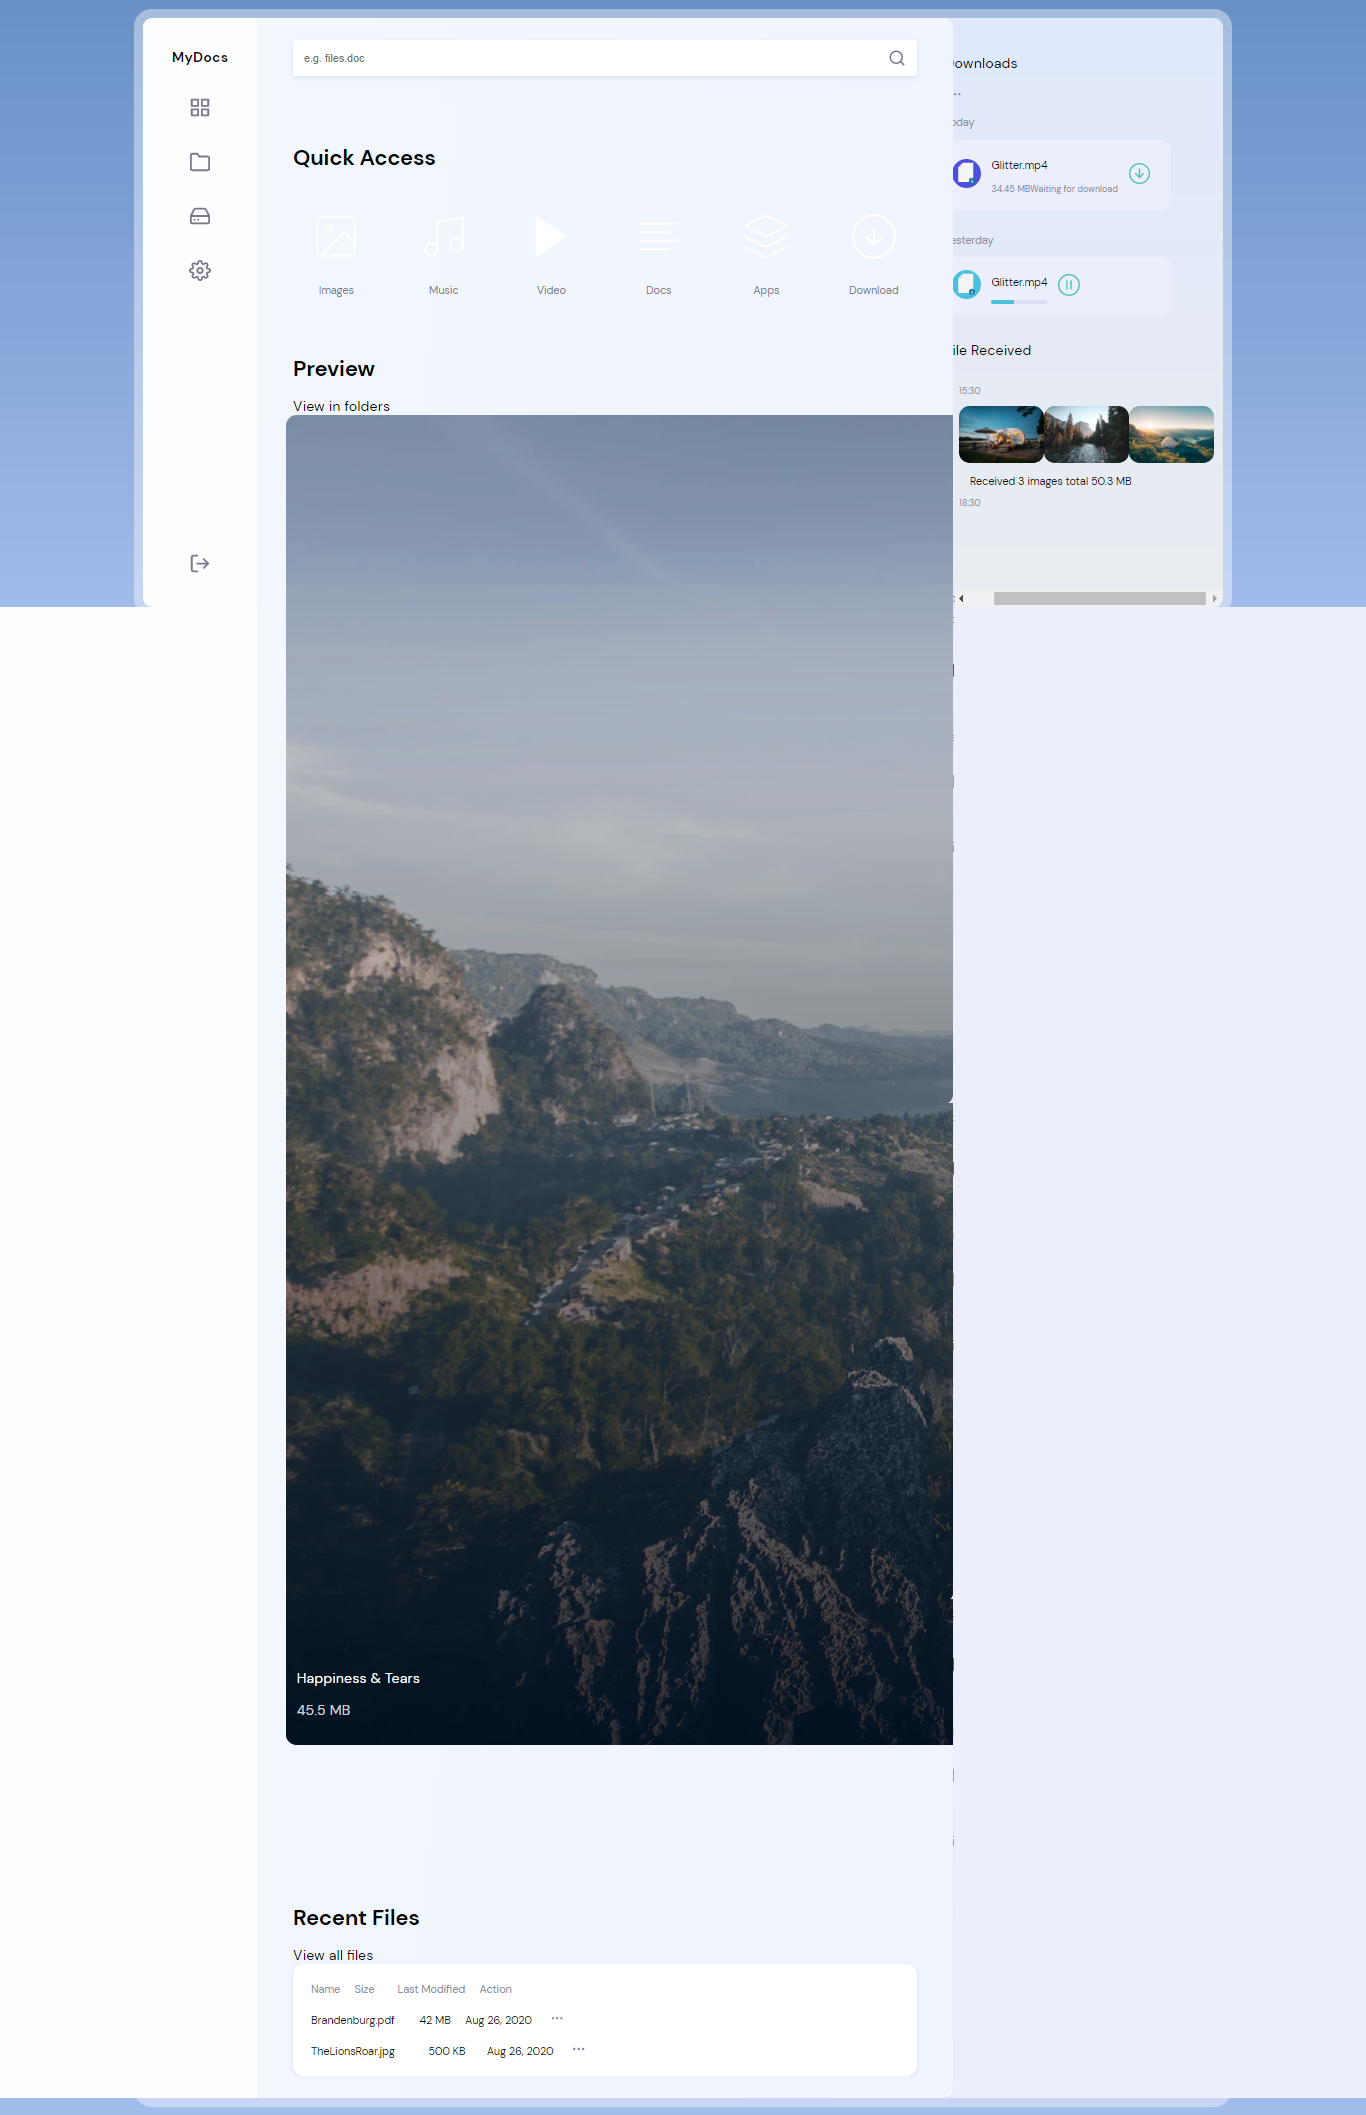 MyDocs
e.g. files.doc
Quick Access
Images Music Video Docs Apps Download
Preview
View in folders
Happiness & Tears
45.5 MB
Recent Files
View all files
Name Size Last Modified Action
Brandenburg.pdf 42 MB Aug 26, 2020
TheLionsRoar.jpg 500 KB Aug 26, 2020
ownloads
oday
Glitter.mp4
34.45 MBWaiting for download
esterday
Glitter.mp4
ile Received
15:30
Received 3 images total 50.3 MB
18:30